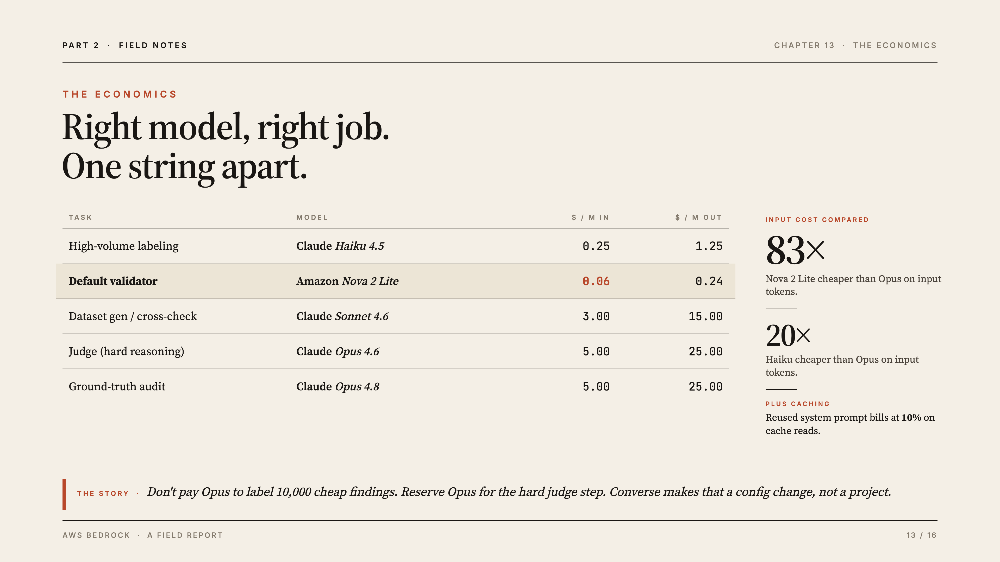 PART 2 · FIELD NOTES
CHAPTER 13 · THE ECONOMICS
THE ECONOMICS
Right model, right job.
One string apart.
TASK MODEL $ / M IN $ / M OUT
High-volume labeling Claude Haiku 4.5 0.25 1.25
Default validator Amazon Nova 2 Lite 0.06 0.24
Dataset gen / cross-check Claude Sonnet 4.6 3.00 15.00
Judge (hard reasoning) Claude Opus 4.6 5.00 25.00
Ground-truth audit Claude Opus 4.8 5.00 25.00
INPUT COST COMPARED
83×
Nova 2 Lite cheaper than Opus on input
tokens.
20×
Haiku cheaper than Opus on input
tokens.
PLUS CACHING
Reused system prompt bills at 10% on
cache reads.
THE STORY · Don't pay Opus to label 10,000 cheap findings. Reserve Opus for the hard judge step. Converse makes that a config change, not a project.
AWS BEDROCK · A FIELD REPORT
13 / 16